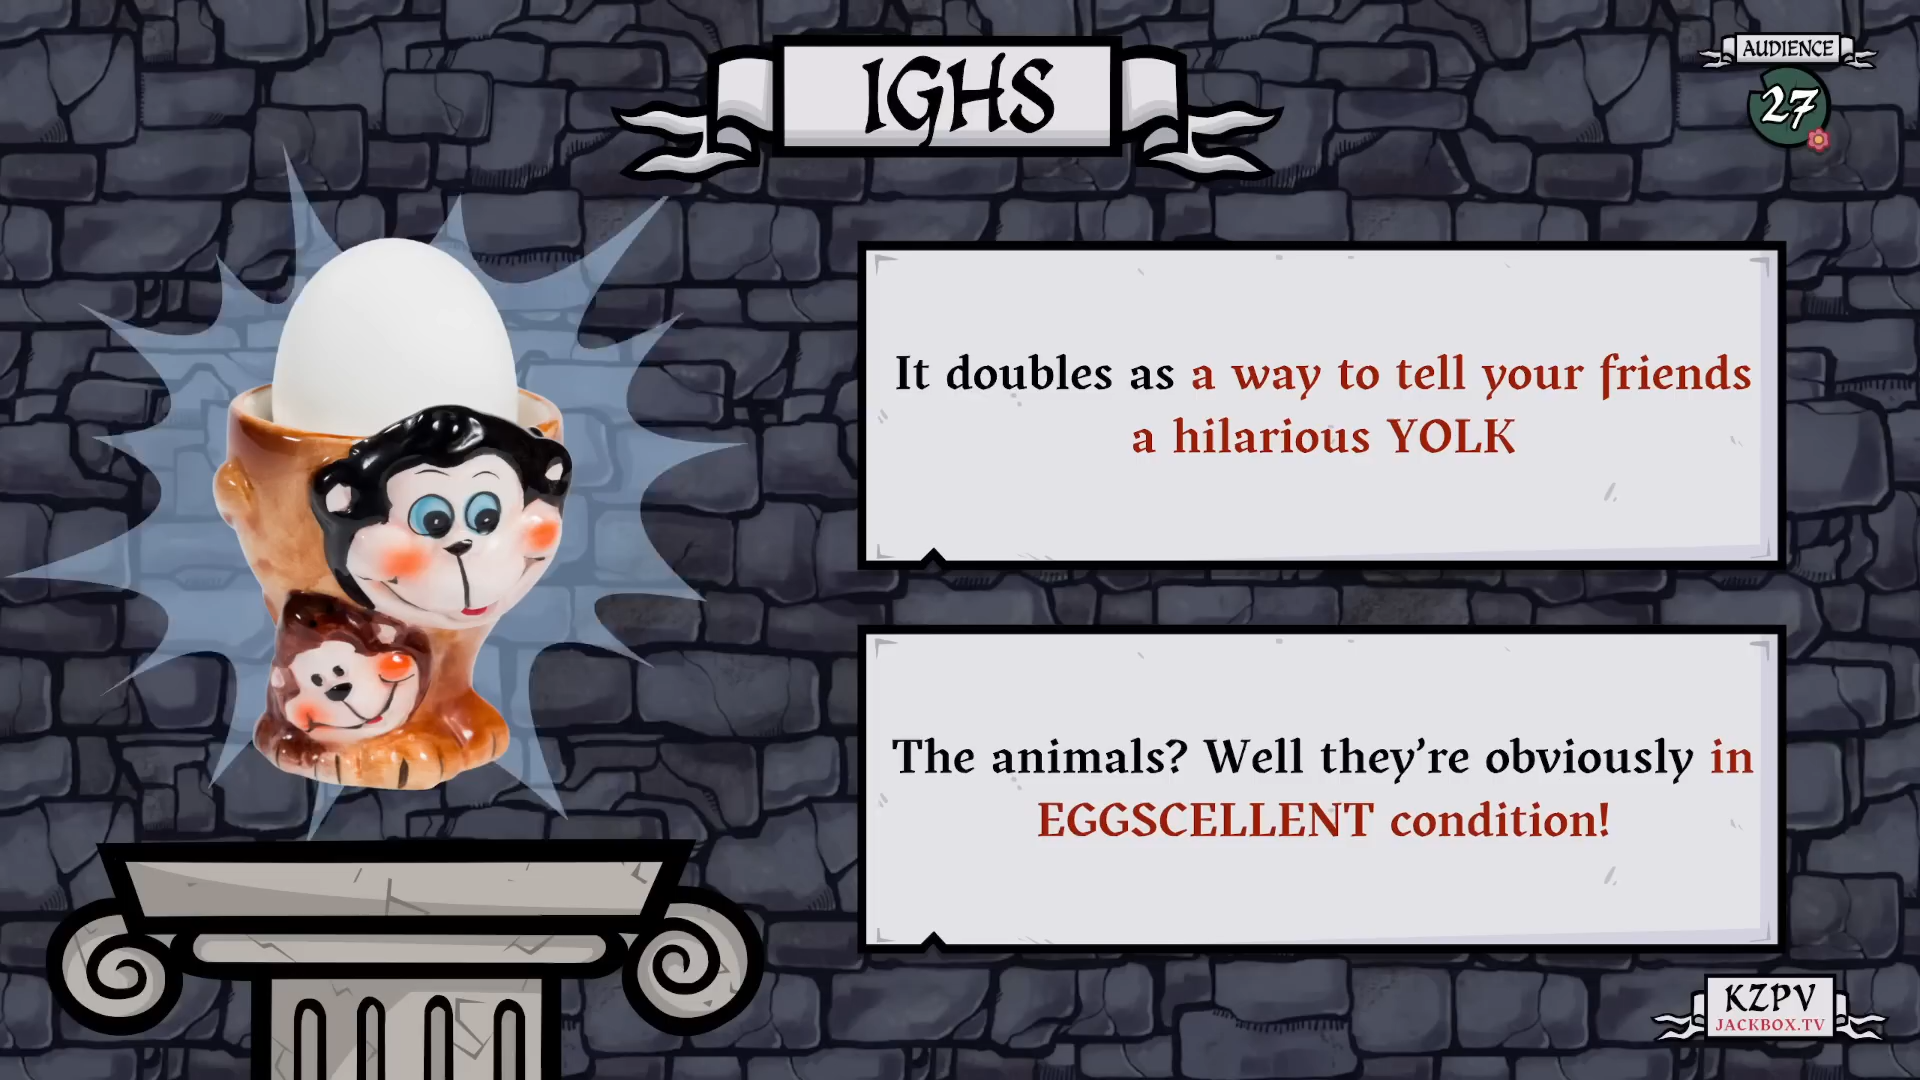 IGHS
AUDIENCE
27
It doubles as a way to tell your friends
a hilarious YOLK
The animals? Well they're obviously in
EGGSCELLENT condition!
KZPV
JACKBOX.TV